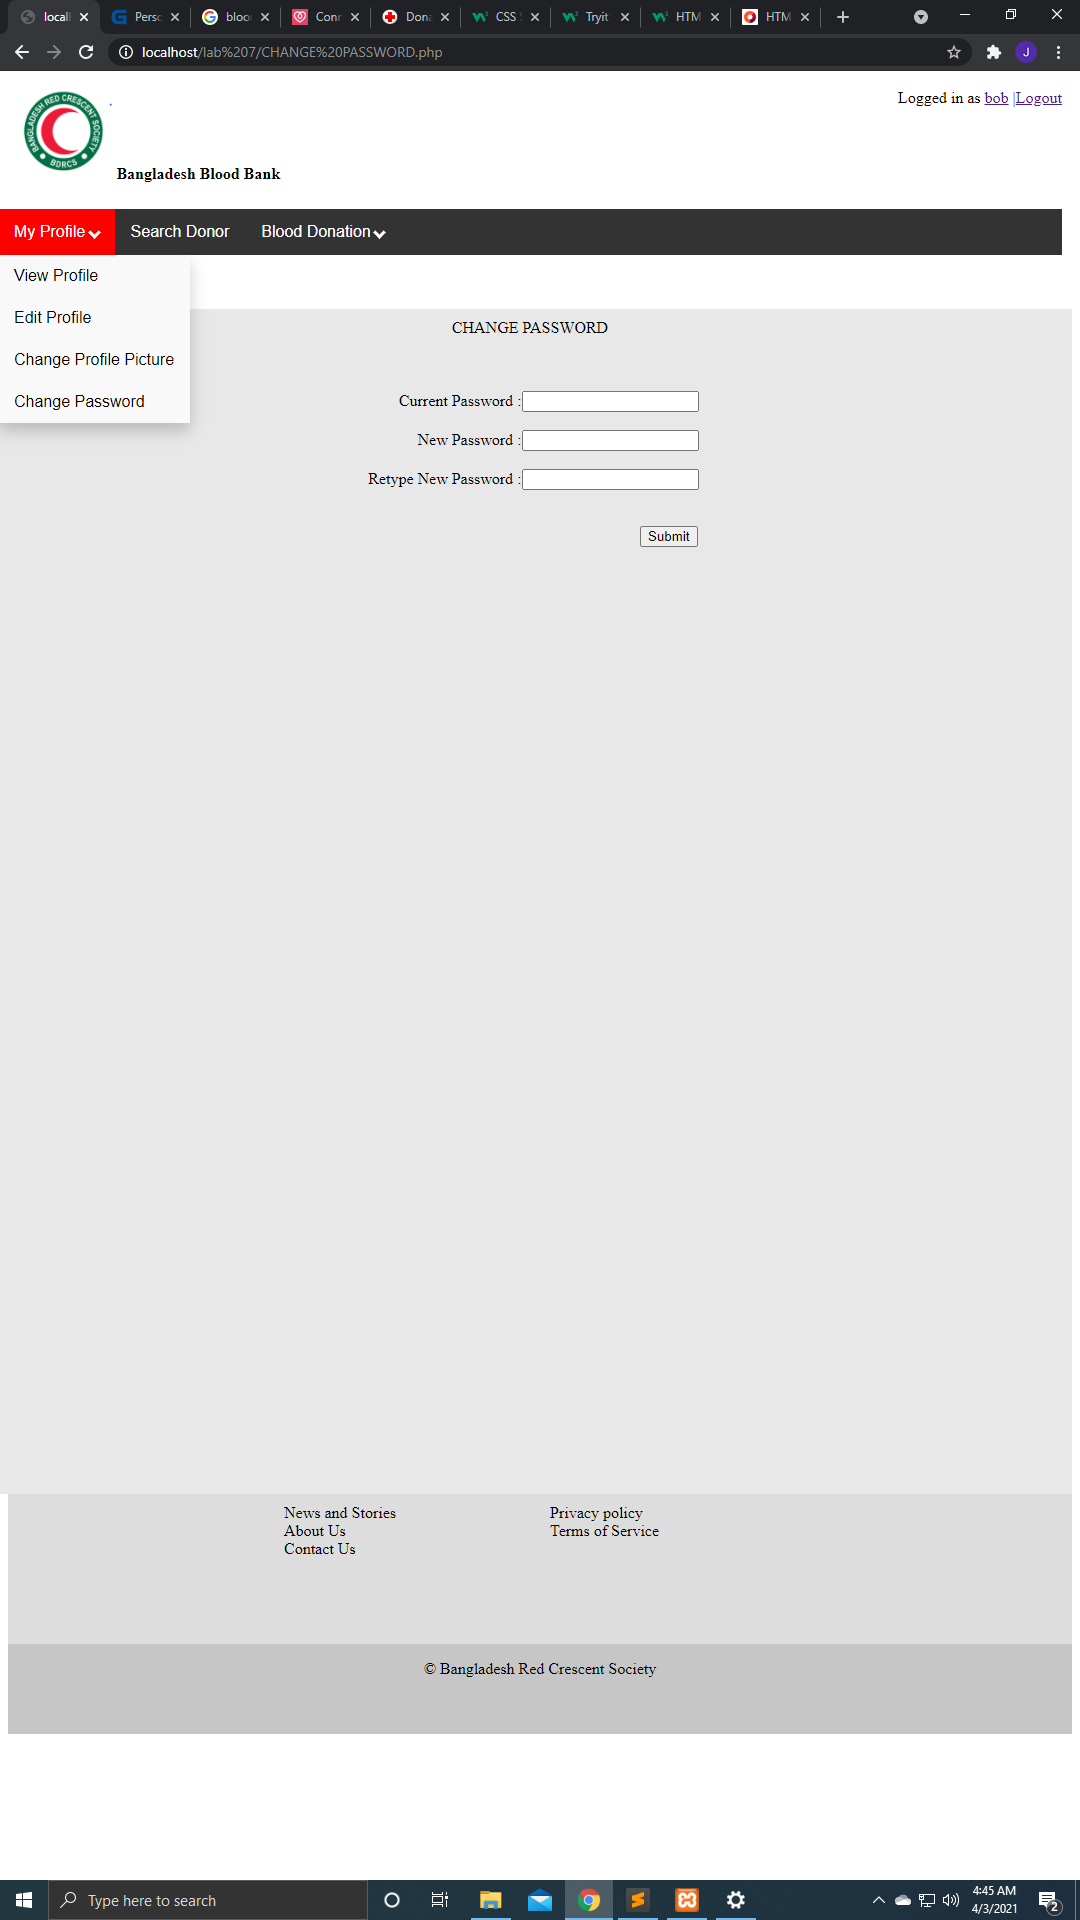 locall
Perso
bloo
Conn
Dona
CSS S
Tryit
HTM
HTM
localhost/lab%207/CHANGE%20PASSWORD.php
J
BANGLADESH RED CRESCENT SOCIETY
BDRCS
Logged in as bob |Logout
Bangladesh Blood Bank
My Profile Search Donor Blood Donation
View Profile
Edit Profile
Change Profile Picture
Change Password
CHANGE PASSWORD
Current Password :
New Password :
Retype New Password :
Submit
News and Stories
About Us
Contact Us
Privacy policy
Terms of Service
© Bangladesh Red Crescent Society
Type here to search
4:45 AM
4/3/2021
2